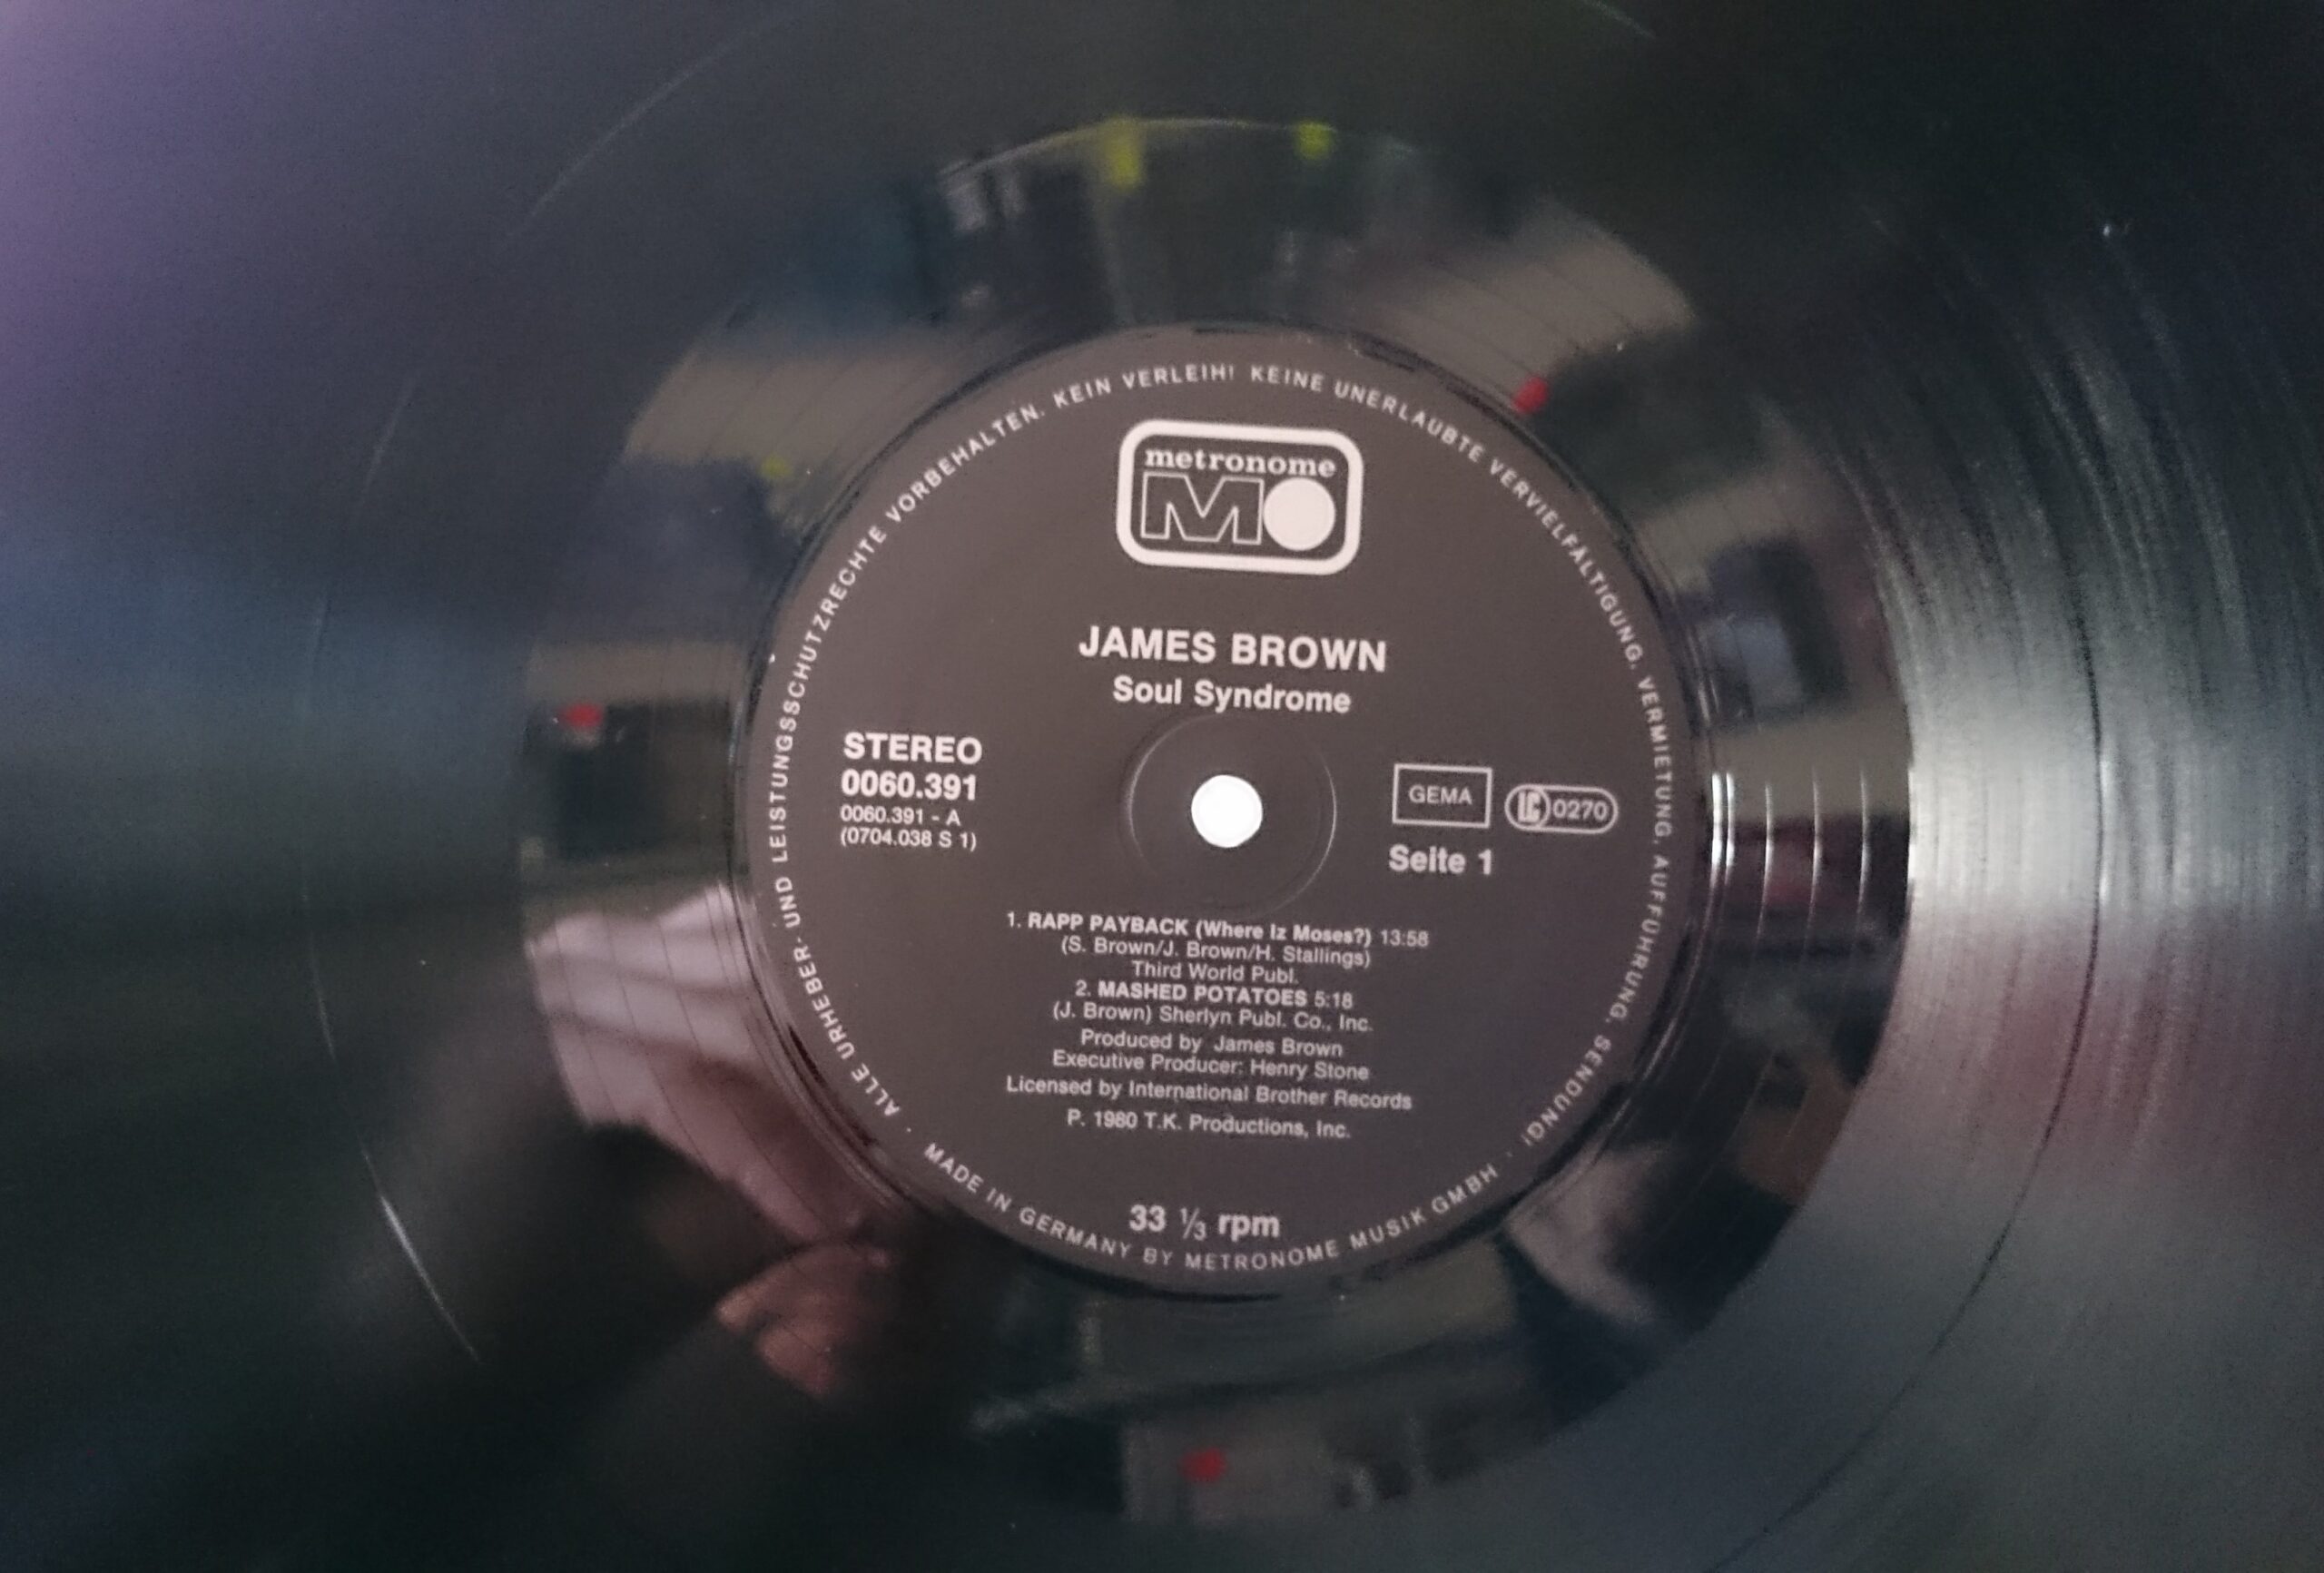 ALLE URHEBER- UND LEISTUNGSSCHUTZRECHTE VORBEHALTEN. KEIN VERLEIH! KEINE UNERLAUBTE VERVIELFÄLTIGUNG, VERMIETUNG, AUFFÜHRUNG, SENDUNG!
metronome
M
JAMES BROWN
Soul Syndrome
STEREO
0060.391
0060.391 - A
(0704.038 S 1)
GEMA
LC 0270
Seite 1
1. RAPP PAYBACK (Where Iz Moses?) 13:58
(S. Brown/J. Brown/H. Stallings)
Third World Publ.
2. MASHED POTATOES 5:18
(J. Brown) Sherlyn Publ. Co., Inc.
Produced by James Brown
Executive Producer: Henry Stone
Licensed by International Brother Records
P. 1980 T.K. Productions, Inc.
33 ⅓ rpm
· MADE IN GERMANY BY METRONOME MUSIK GMBH ·